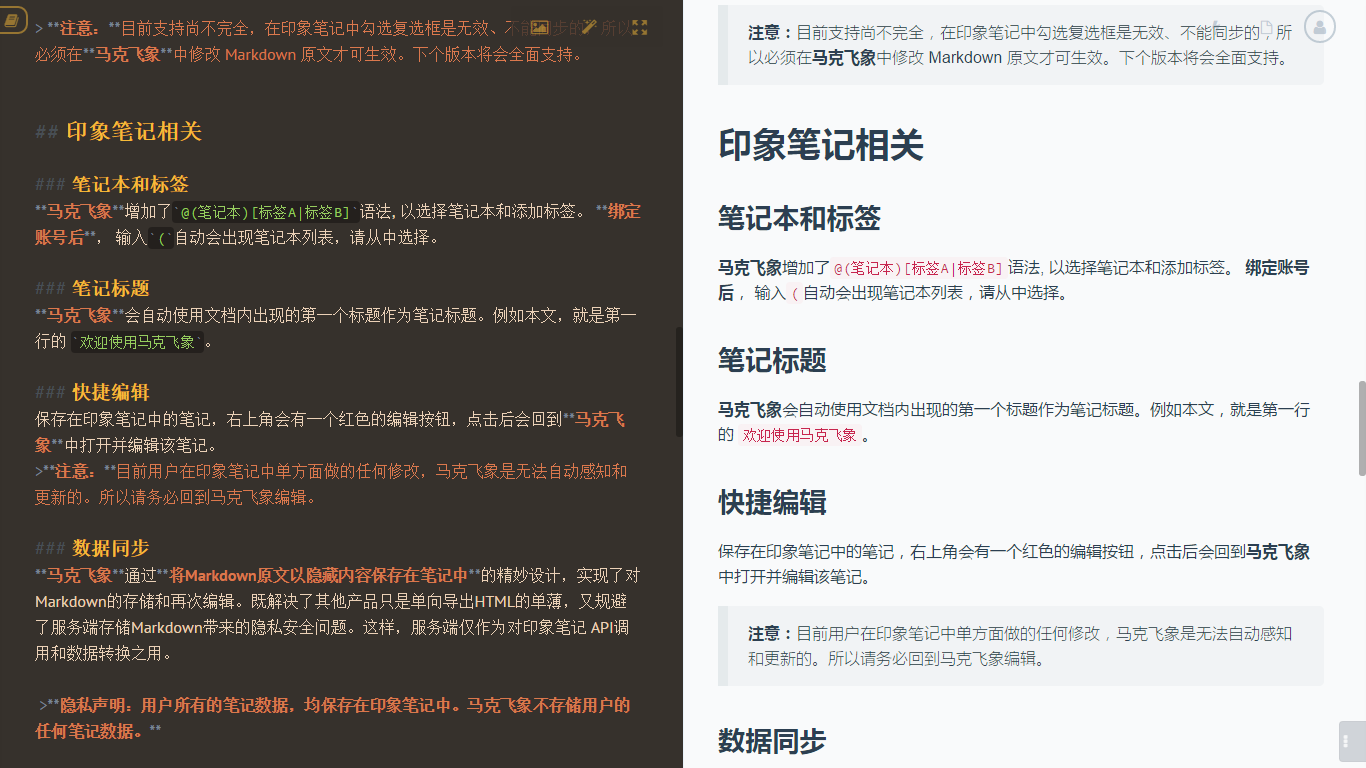 > **注意：**目前支持尚不完全，在印象笔记中勾选复选框是无效、不能同步的，所以
必须在**马克飞象**中修改 Markdown 原文才可生效。下个版本将会全面支持。
## 印象笔记相关
### 笔记本和标签
**马克飞象**增加了`@(笔记本)[标签A|标签B]`语法, 以选择笔记本和添加标签。 **绑定
账号后**， 输入`(`自动会出现笔记本列表，请从中选择。
### 笔记标题
**马克飞象**会自动使用文档内出现的第一个标题作为笔记标题。例如本文，就是第一
行的 `欢迎使用马克飞象`。
### 快捷编辑
保存在印象笔记中的笔记，右上角会有一个红色的编辑按钮，点击后会回到**马克飞
象**中打开并编辑该笔记。
>**注意：**目前用户在印象笔记中单方面做的任何修改，马克飞象是无法自动感知和
更新的。所以请务必回到马克飞象编辑。
### 数据同步
**马克飞象**通过**将Markdown原文以隐藏内容保存在笔记中**的精妙设计，实现了对
Markdown的存储和再次编辑。既解决了其他产品只是单向导出HTML的单薄，又规避
了服务端存储Markdown带来的隐私安全问题。这样，服务端仅作为对印象笔记 API调
用和数据转换之用。
>**隐私声明：用户所有的笔记数据，均保存在印象笔记中。马克飞象不存储用户的
任何笔记数据。**
注意：目前支持尚不完全，在印象笔记中勾选复选框是无效、不能同步的，所
以必须在马克飞象中修改 Markdown 原文才可生效。下个版本将会全面支持。
印象笔记相关
笔记本和标签
马克飞象增加了 @(笔记本)[标签A|标签B] 语法, 以选择笔记本和添加标签。 绑定账号
后， 输入 ( 自动会出现笔记本列表，请从中选择。
笔记标题
马克飞象会自动使用文档内出现的第一个标题作为笔记标题。例如本文，就是第一行
的 欢迎使用马克飞象 。
快捷编辑
保存在印象笔记中的笔记，右上角会有一个红色的编辑按钮，点击后会回到马克飞象
中打开并编辑该笔记。
注意：目前用户在印象笔记中单方面做的任何修改，马克飞象是无法自动感知
和更新的。所以请务必回到马克飞象编辑。
数据同步